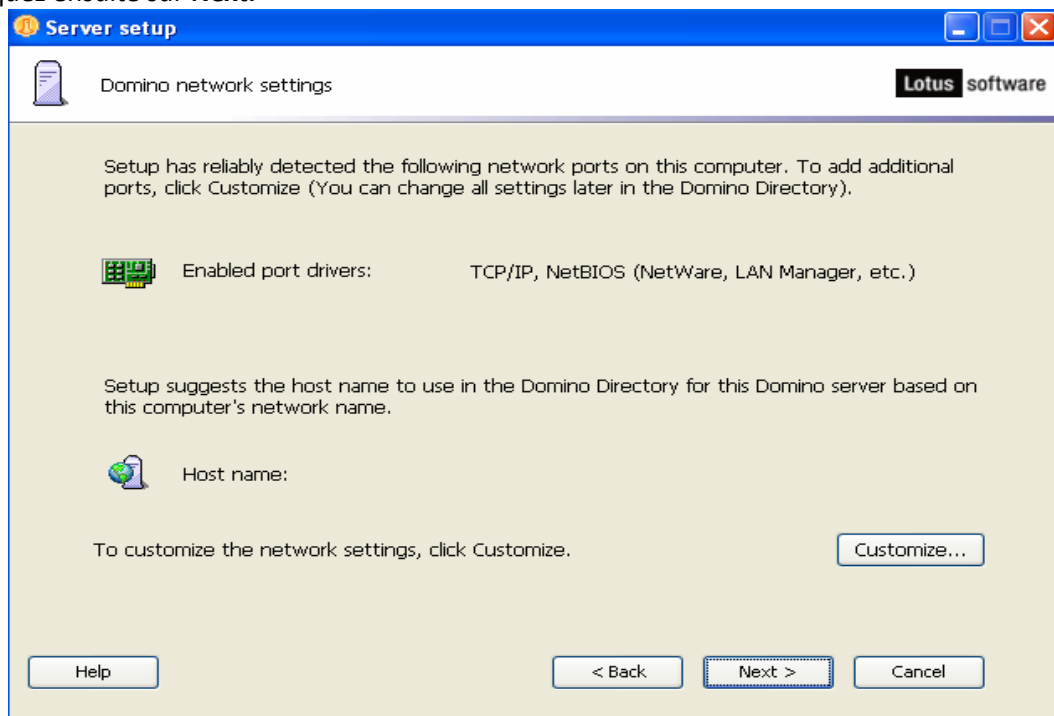 Server setup
Domino network settings
Lotus software
Setup has reliably detected the following network ports on this computer. To add additional
ports, click Customize (You can change all settings later in the Domino Directory).
Enabled port drivers: TCP/IP, NetBIOS (NetWare, LAN Manager, etc.)
Setup suggests the host name to use in the Domino Directory for this Domino server based on
this computer's network name.
Host name:
To customize the network settings, click Customize.
Customize...
Help
< Back
Next >
Cancel